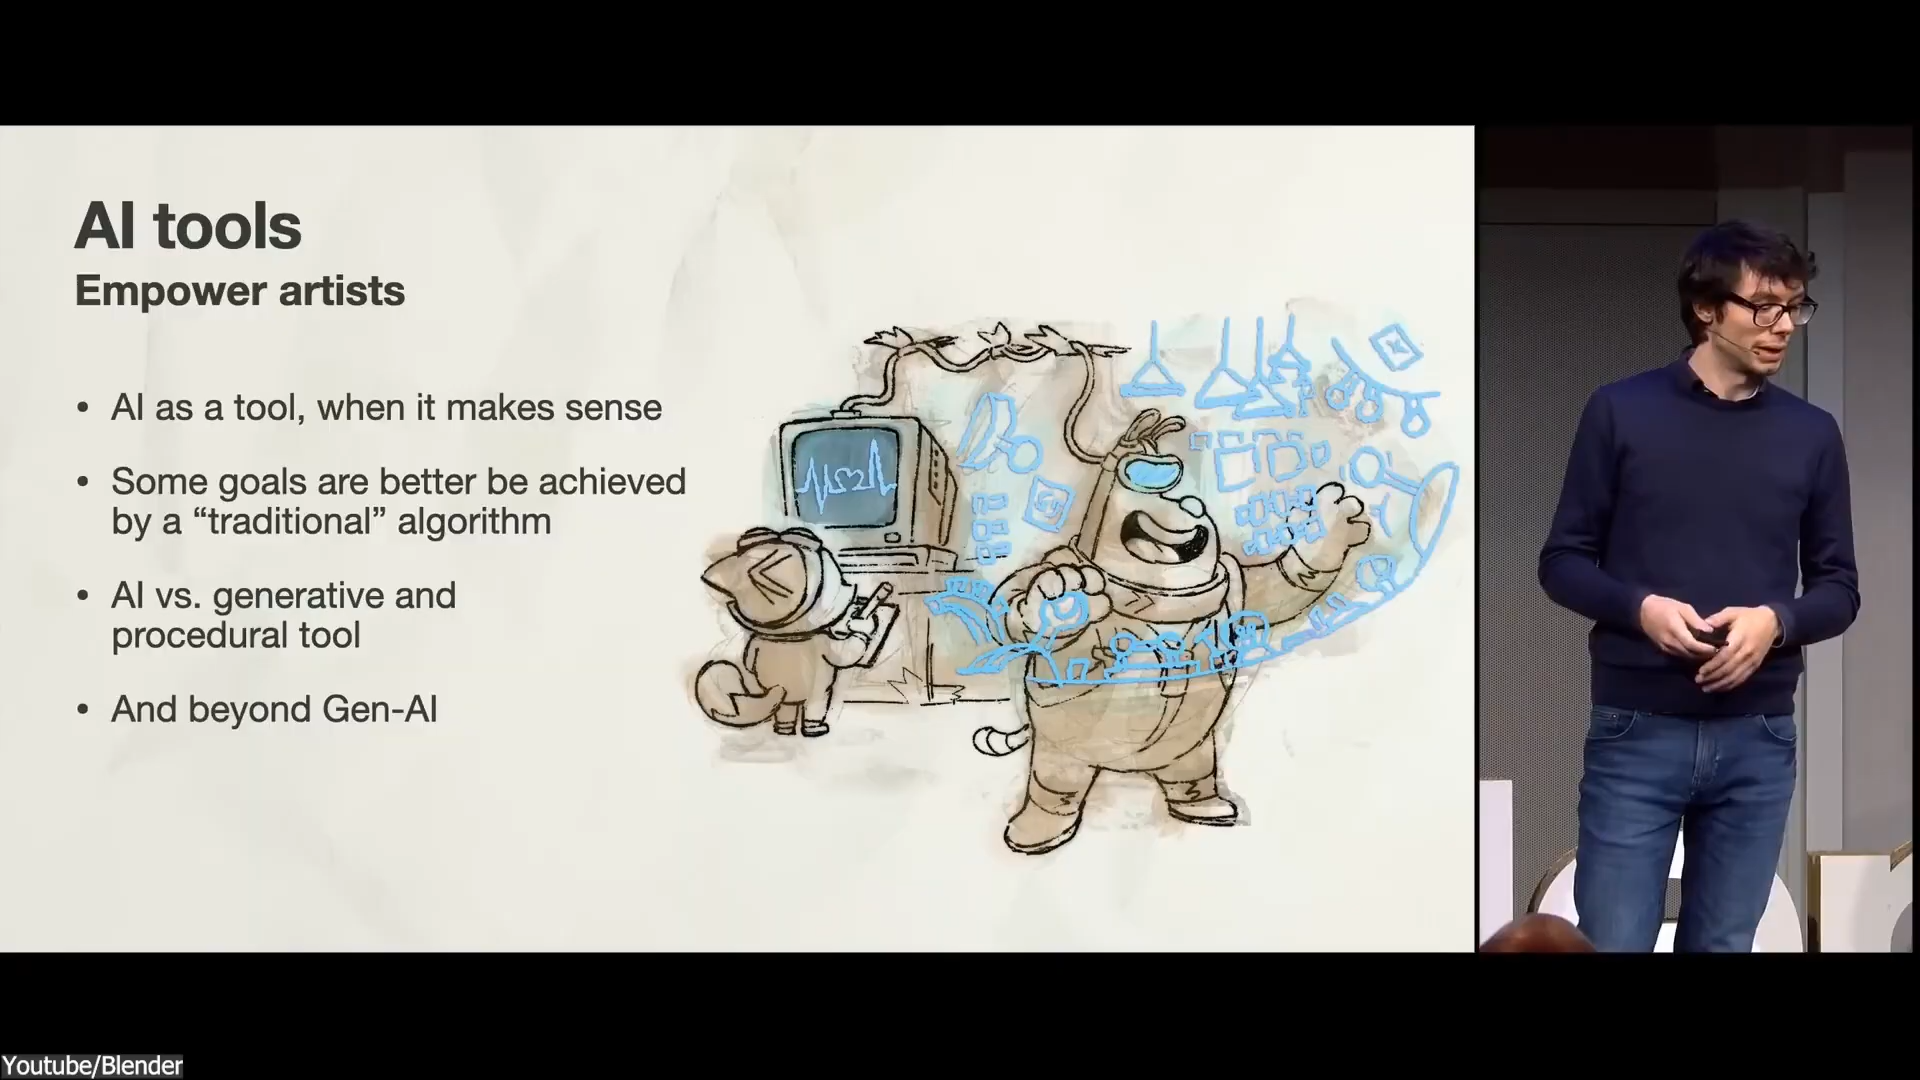 AI tools
Empower artists
• AI as a tool, when it makes sense
• Some goals are better be achieved
by a “traditional” algorithm
• AI vs. generative and
procedural tool
• And beyond Gen-AI
Youtube/Blender